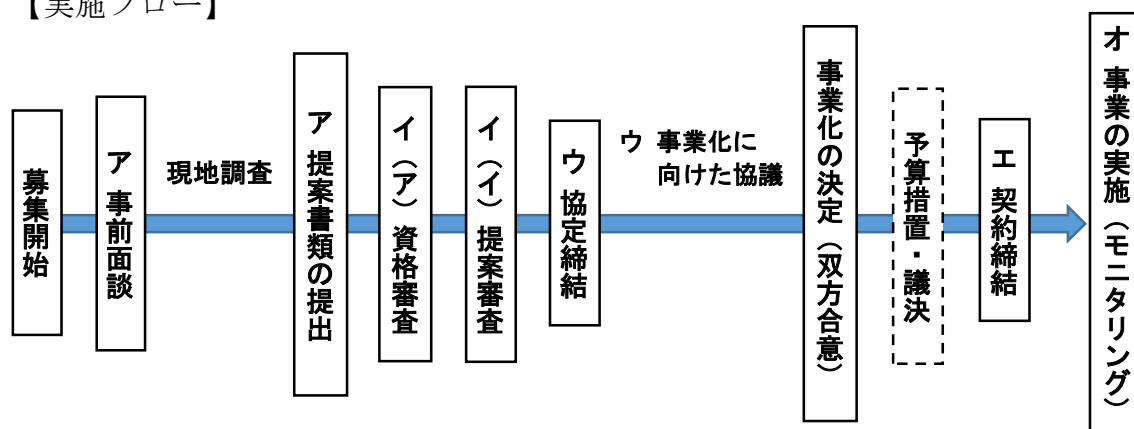 【実施フロー】
募集開始
ア 事前面談
現地調査
ア 提案書類の提出
イ（ア）資格審査
イ（イ）提案審査
ウ 協定締結
ウ 事業化に
向けた協議
事業化の決定（双方合意）
予算措置・議決
エ 契約締結
オ 事業の実施（モニタリング）